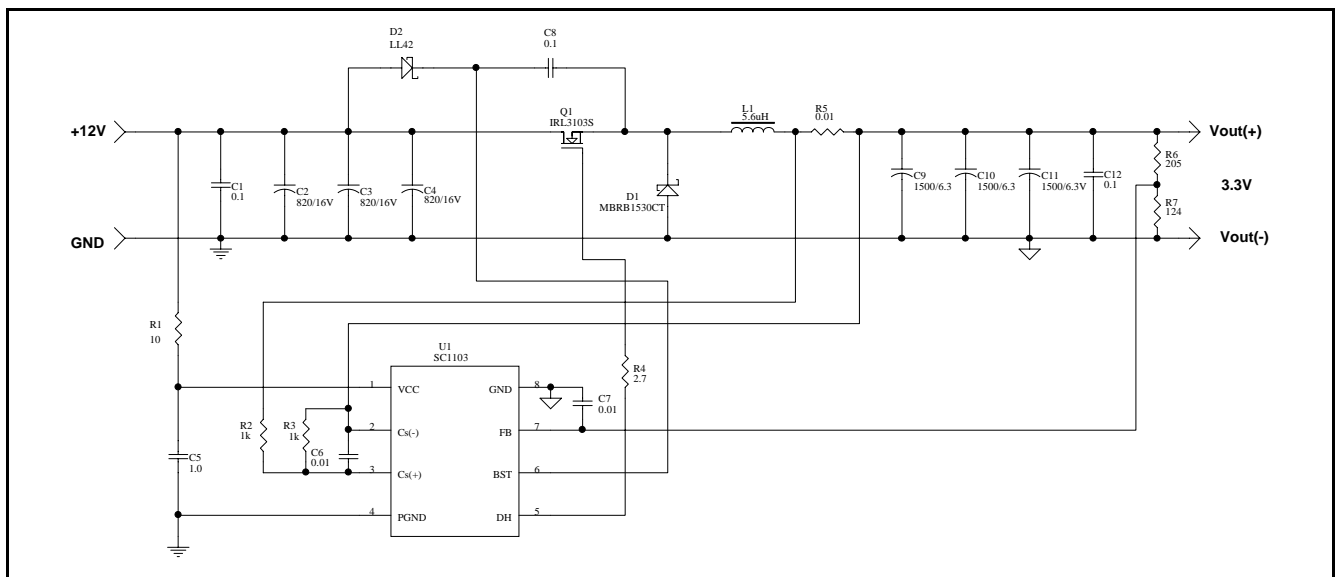 D2
LL42
C8
0.1
Q1
IRL3103S
L1
5.6uH
R5
0.01
+12V
Vout(+)
R6
205
C1
0.1
C2
820/16V
C3
820/16V
C4
820/16V
D1
MBRB1530CT
C9
1500/6.3
C10
1500/6.3
C11
1500/6.3V
C12
0.1
3.3V
R7
124
GND
Vout(-)
R1
10
U1
SC1103
R4
2.7
1
VCC
GND
8
C7
0.01
R2
1k
R3
1k
2
Cs(-)
FB
7
C6
0.01
C5
1.0
3
Cs(+)
BST
6
4
PGND
DH
5